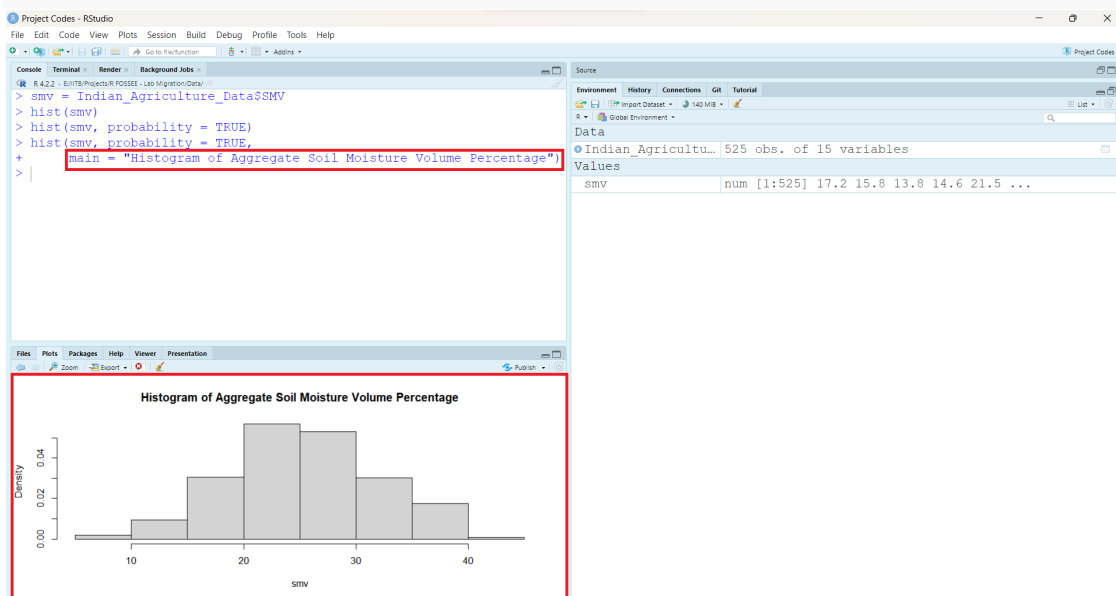 Project Codes - RStudio
File Edit Code View Plots Session Build Debug Profile Tools Help
Go to file/function Addins Project Codes
Console Terminal Render Background Jobs
R 4.2.2 · E:/IITB/Projects/R FOSSEE - Lab Migration/Data/
> smv = Indian_Agriculture_Data$SMV
> hist(smv)
> hist(smv, probability = TRUE)
> hist(smv, probability = TRUE,
+ main = "Histogram of Aggregate Soil Moisture Volume Percentage")
>
Files Plots Packages Help Viewer Presentation
Zoom Export Publish
Histogram of Aggregate Soil Moisture Volume Percentage
Density
0.04
0.02
0.00
10 20 30 40
smv
Source
Environment History Connections Git Tutorial
Import Dataset 140 MiB List
R Global Environment
Data
Indian_Agricultu... 525 obs. of 15 variables
Values
smv num [1:525] 17.2 15.8 13.8 14.6 21.5 ...